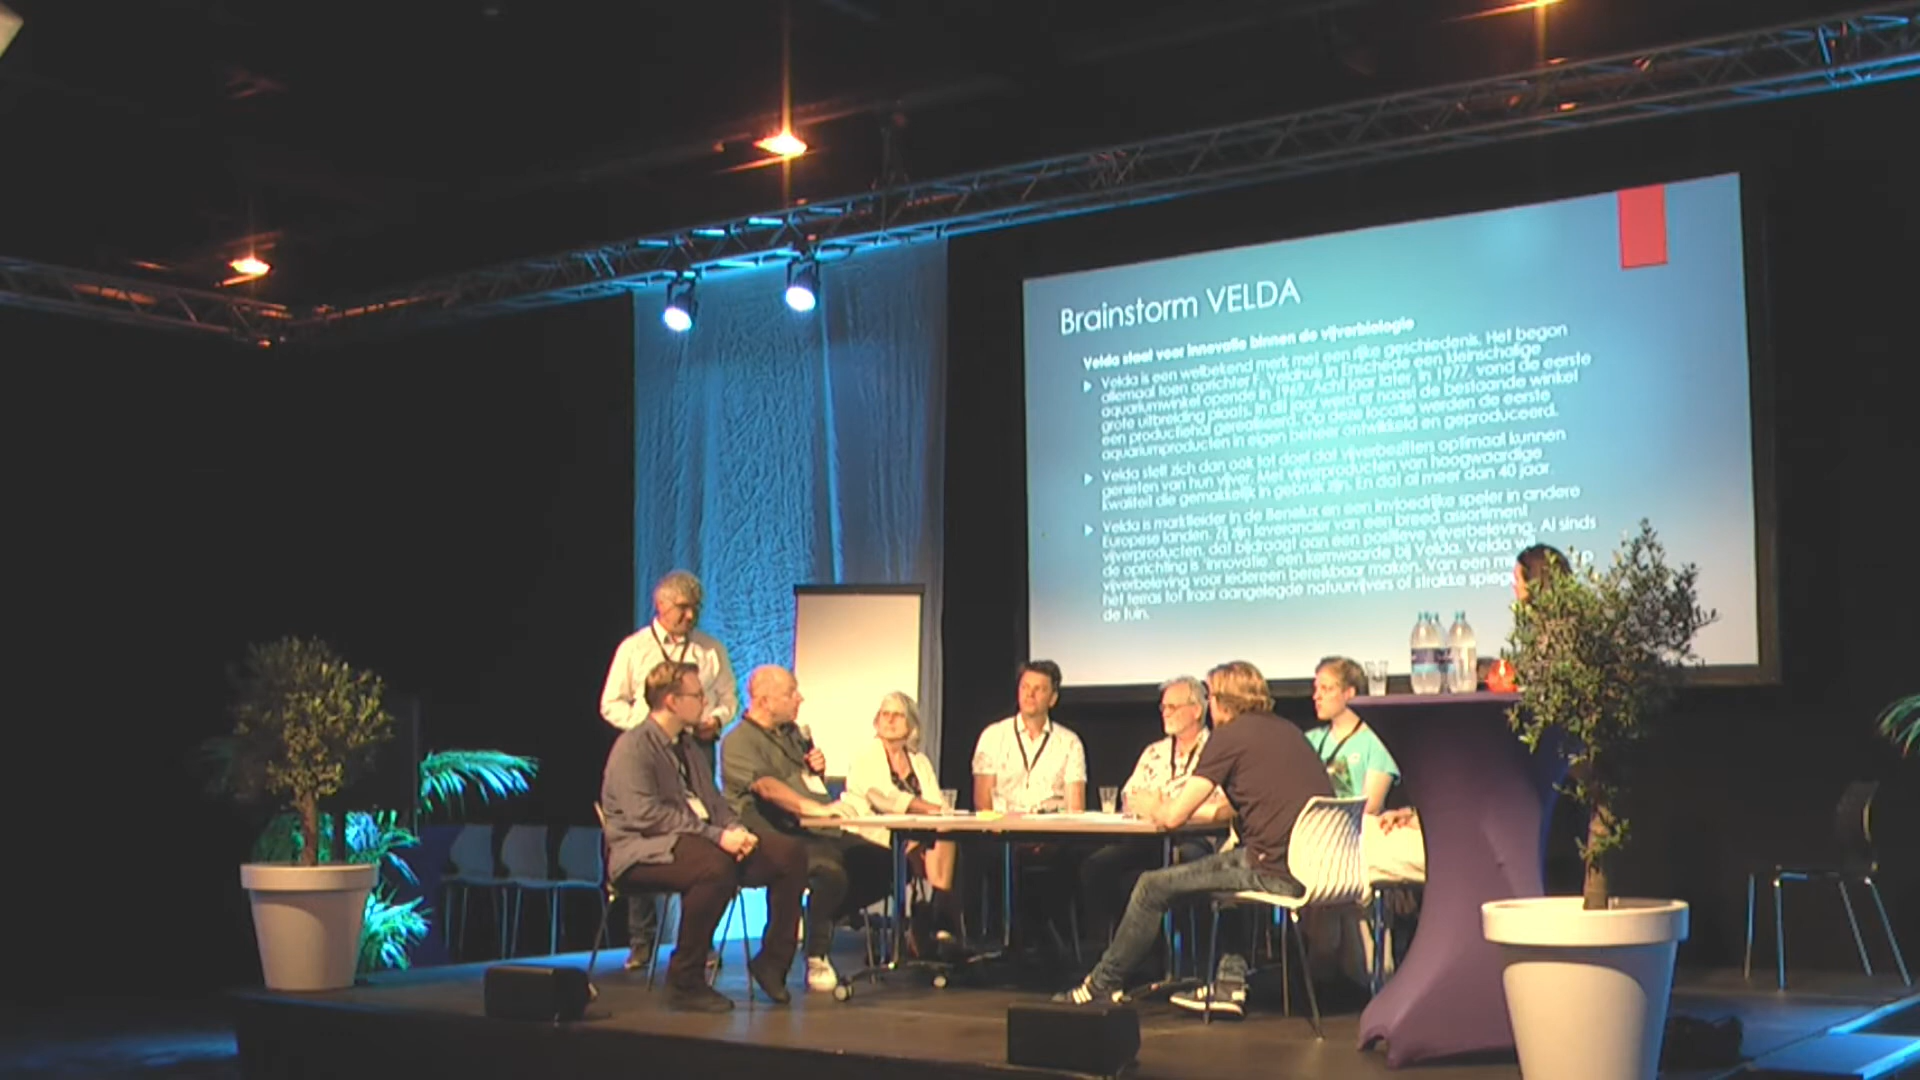 Brainstorm VELDA
Velda staat voor innovatie binnen de vijverbiologie
Velda is een welbekend merk met een rijke geschiedenis. Het begon
allemaal toen oprichter F. Veldhuis in Enschede een kleinschalige
aquariumwinkel opende in 1969. Acht jaar later, in 1977, vond de eerste
grote uitbreiding plaats. In dit jaar werd er naast de bestaande winkel
een productiehal gerealiseerd. Op deze locatie werden de eerste
aquariumproducten in eigen beheer ontwikkeld en geproduceerd.
Velda stelt zich dan ook tot doel dat vijverbezitters optimaal kunnen
genieten van hun vijver. Met vijverproducten van hoogwaardige
kwaliteit die gemakkelijk in gebruik zijn. En dat al meer dan 40 jaar.
Velda is marktleider in de Benelux en een invloedrijke speler in andere
Europese landen. Zij zijn leverancier van een breed assortiment
vijverproducten, dat bijdraagt aan een positieve vijverbeleving. Al sinds
de oprichting is 'innovatie' een kernwaarde bij Velda. Velda
vijverbeleving voor iedereen bereikbaar maken. Van een
het terras tot fraai aangelegde natuurvijvers of strakke
de tuin.